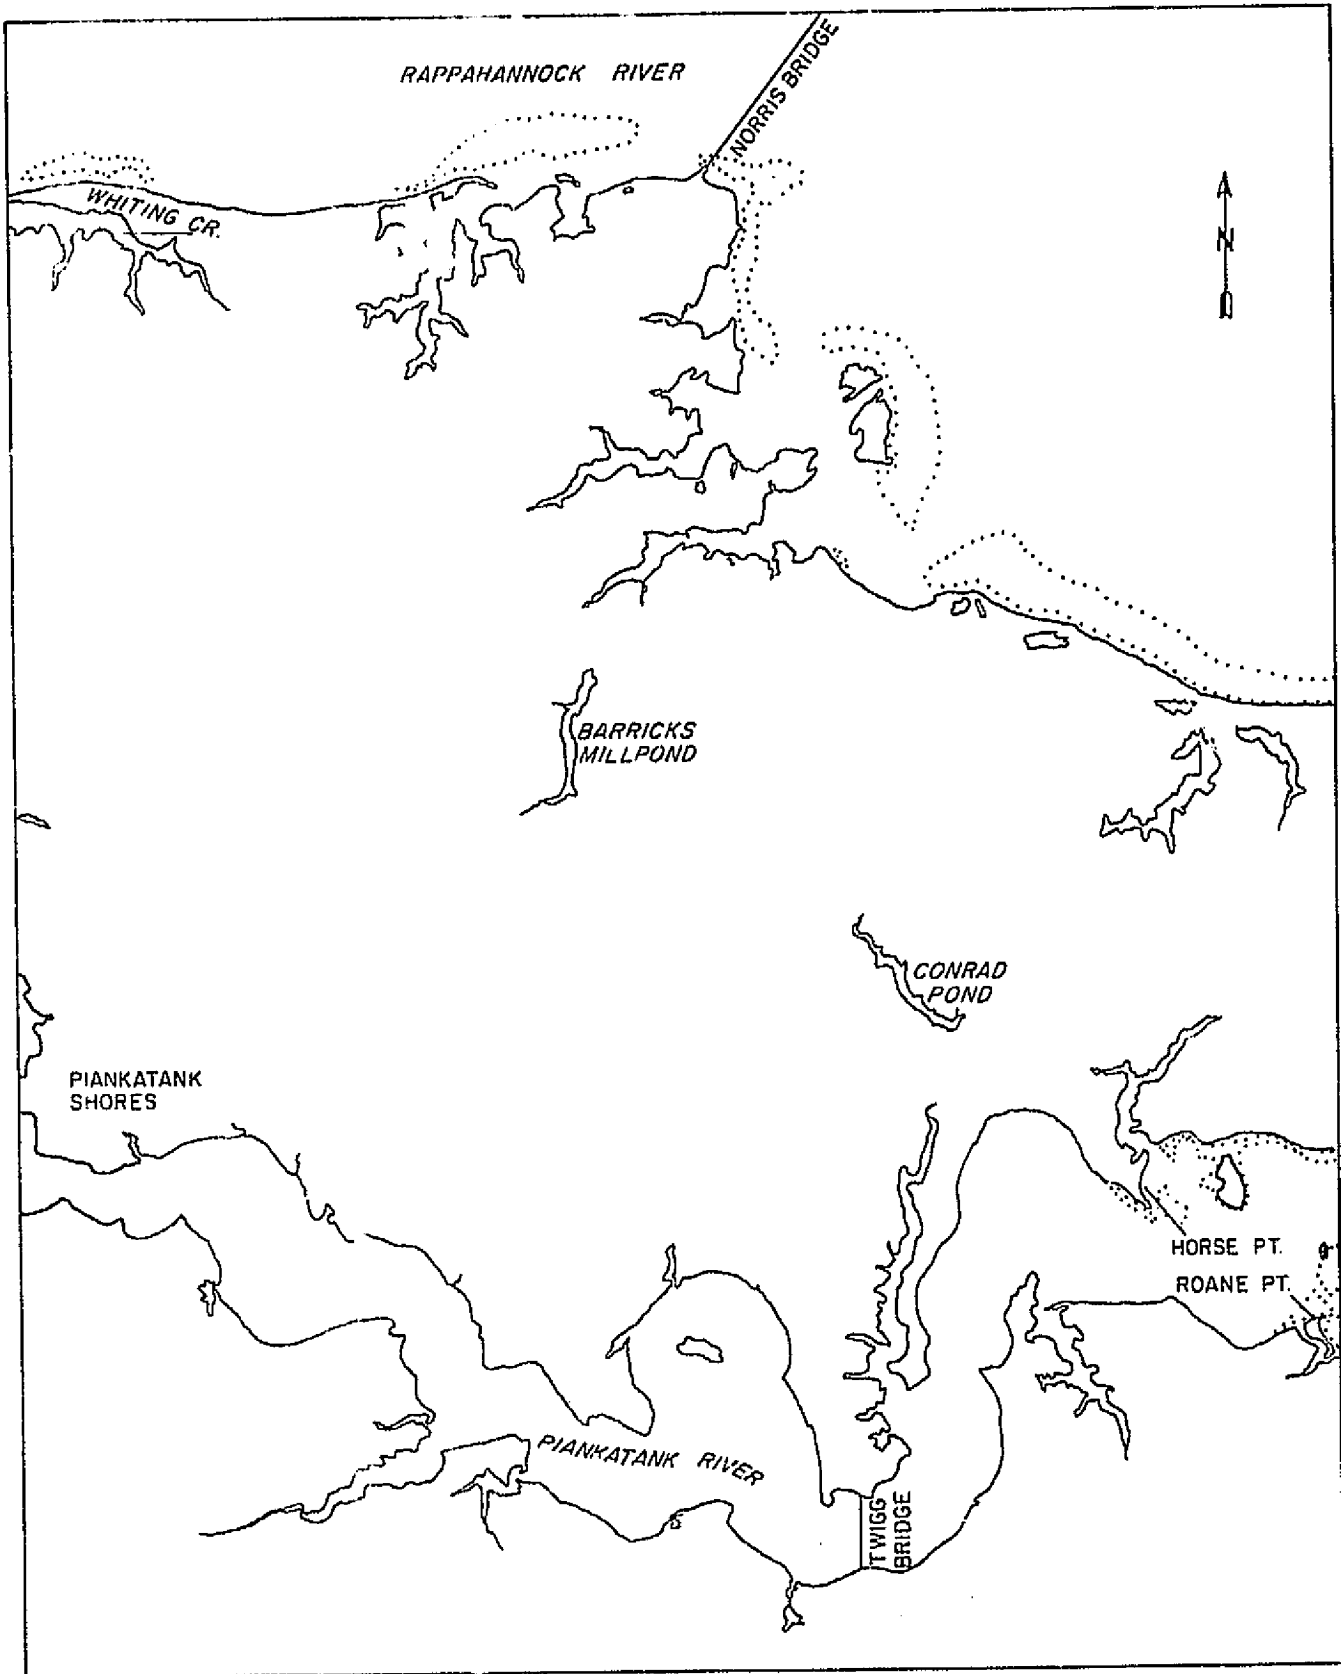 RAPPAHANNOCK RIVER
NORRIS BRIDGE
WHITING CR.
N
BARRICKS
MILLPOND
CONRAD
POND
PIANKATANK
SHORES
HORSE PT.
ROANE PT.
PIANKATANK RIVER
TWIGG
BRIDGE